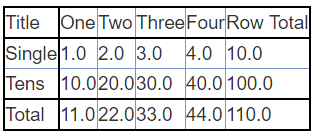 Title One Two Three Four Row Total
Single 1.0 2.0 3.0 4.0 10.0
Tens 10.0 20.0 30.0 40.0 100.0
Total 11.0 22.0 33.0 44.0 110.0